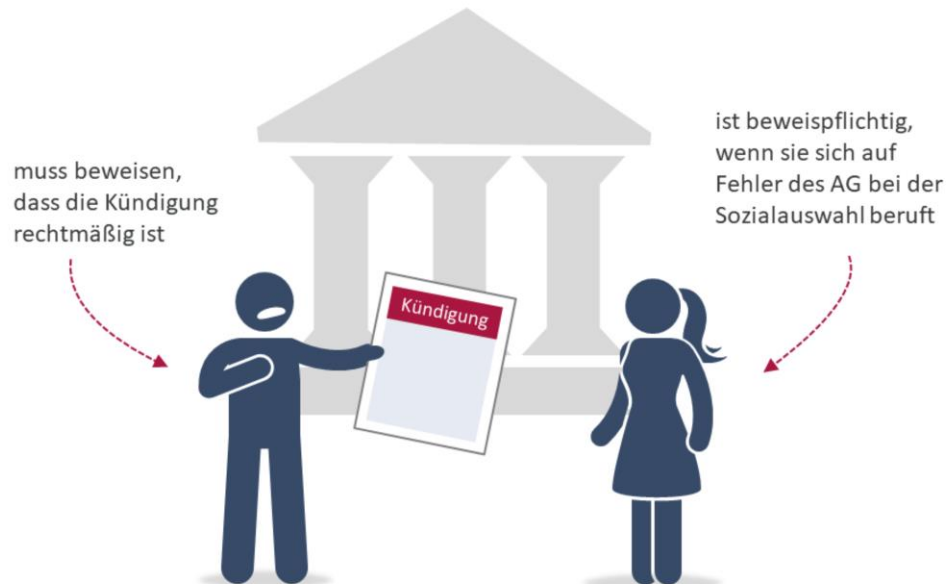 muss beweisen,
dass die Kündigung
rechtmäßig ist
ist beweispflichtig,
wenn sie sich auf
Fehler des AG bei der
Sozialauswahl beruft
Kündigung